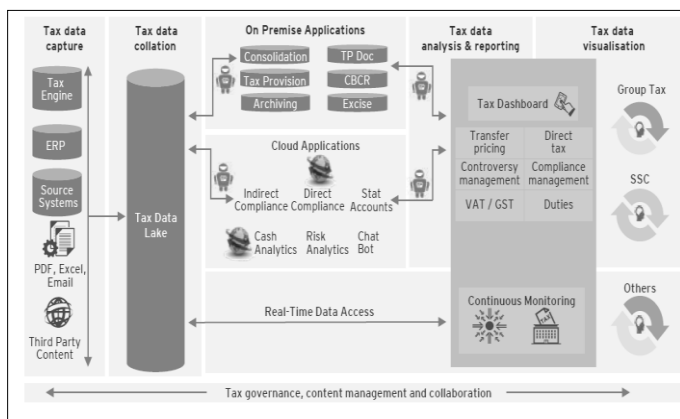 Tax data
capture
Tax data
collation
On Premise Applications
Tax data
analysis & reporting
Tax data
visualisation
Tax
Engine
ERP
Source
Systems
PDF, Excel,
Email
Third Party
Content
Tax Data
Lake
Consolidation
TP Doc
Tax Provision
CBCR
Archiving
Excise
Cloud Applications
Indirect
Compliance
Direct
Compliance
Stat
Accounts
Cash
Analytics
Risk
Analytics
Chat
Bot
Real-Time Data Access
Tax Dashboard
Transfer
pricing
Direct
tax
Controversy
management
Compliance
management
VAT / GST
Duties
Continuous Monitoring
TAX
Group Tax
SSC
Others
Tax governance, content management and collaboration